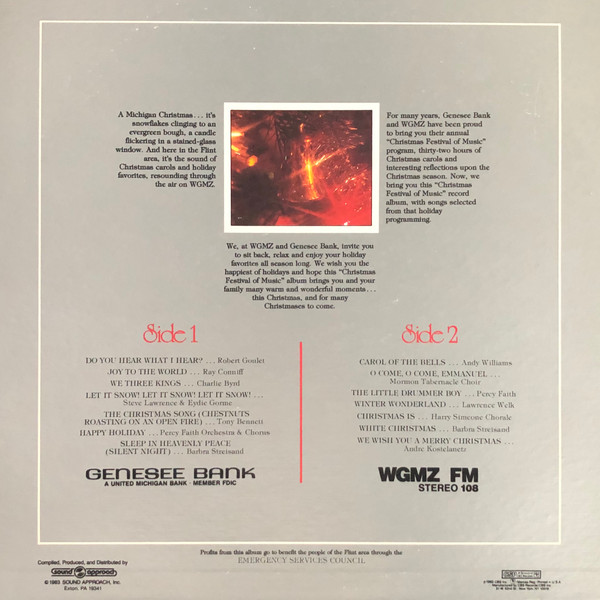 A Michigan Christmas... it's
snowflakes clinging to an
evergreen bough, a candle
flickering in a stained-glass
window. And here in the Flint
area, it's the sound of
Christmas carols and holiday
favorites, resounding through
the air on WGMZ.
For many years, Genesee Bank
and WGMZ have been proud
to bring you their annual
"Christmas Festival of Music"
program, thirty-two hours of
Christmas carols and
interesting reflections upon the
Christmas season. Now, we
bring you this "Christmas
Festival of Music" record
album, with songs selected
from that holiday
programming.
We, at WGMZ and Genesee Bank, invite you
to sit back, relax and enjoy your holiday
favorites all season long. We wish you the
happiest of holidays and hope this "Christmas
Festival of Music" album brings you and your
family many warm and wonderful moments...
this Christmas, and for many
Christmases to come.
Side 1
DO YOU HEAR WHAT I HEAR? ... Robert Goulet
JOY TO THE WORLD ... Ray Conniff
WE THREE KINGS ... Charlie Byrd
LET IT SNOW! LET IT SNOW! LET IT SNOW! ...
Steve Lawrence & Eydie Gorme
THE CHRISTMAS SONG (CHESTNUTS
ROASTING ON AN OPEN FIRE) ... Tony Bennett
HAPPY HOLIDAY ... Percy Faith Orchestra & Chorus
SLEEP IN HEAVENLY PEACE
(SILENT NIGHT) ... Barbra Streisand
GENESEE BANK
A UNITED MICHIGAN BANK · MEMBER FDIC
Side 2
CAROL OF THE BELLS ... Andy Williams
O COME, O COME, EMMANUEL ...
Mormon Tabernacle Choir
THE LITTLE DRUMMER BOY ... Percy Faith
WINTER WONDERLAND ... Lawrence Welk
CHRISTMAS IS ... Harry Simeone Chorale
WHITE CHRISTMAS ... Barbra Streisand
WE WISH YOU A MERRY CHRISTMAS ...
Andre Kostelanetz
WGMZ FM
STEREO 108
Profits from this album go to benefit the people of the Flint area through the
EMERGENCY SERVICES COUNCIL
Compiled, Produced, and Distributed by
sound approach
© 1983 SOUND APPROACH, Inc.
Exton, PA 19341